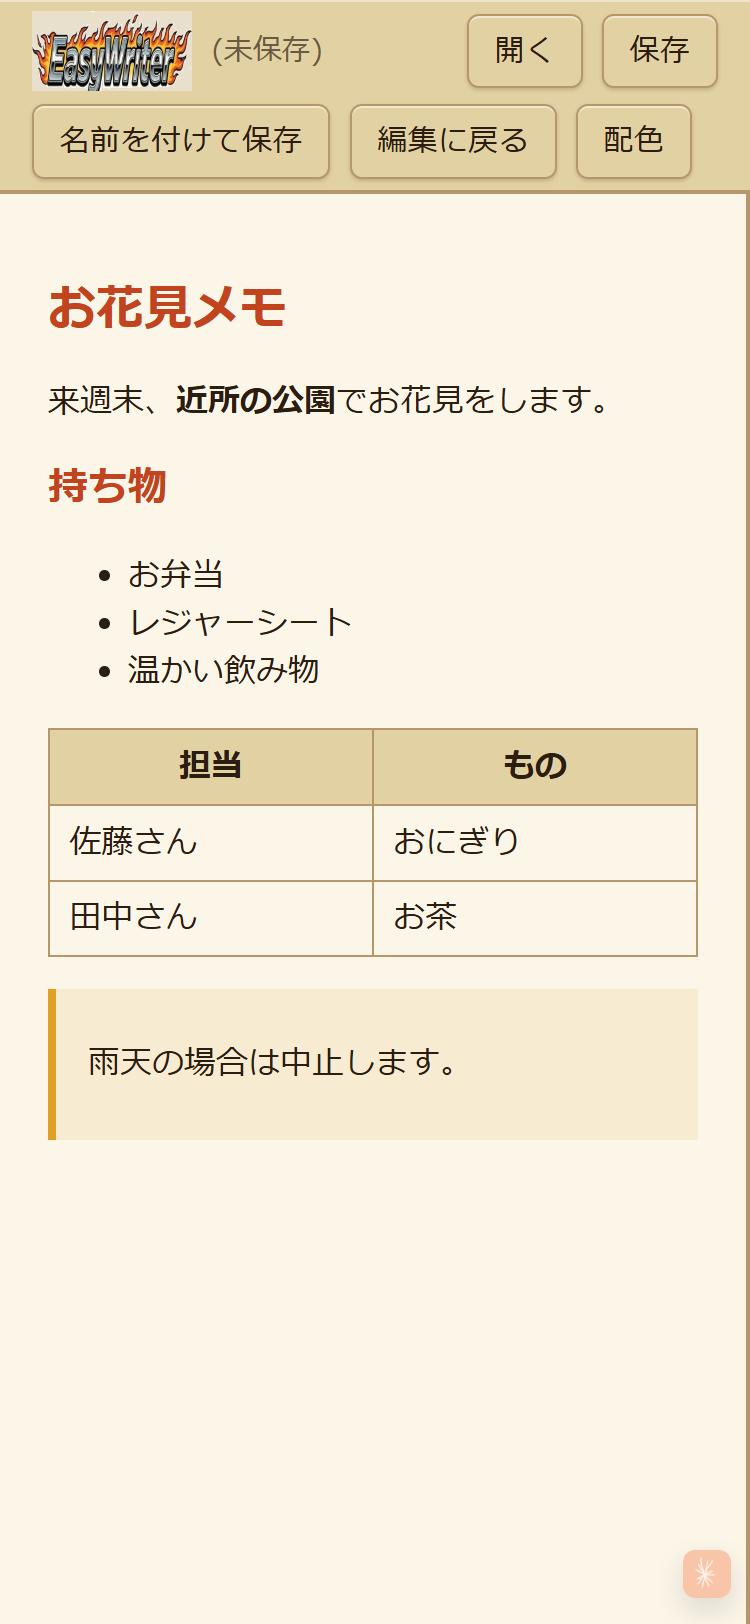 EasyWriter
(未保存)
開く
保存
名前を付けて保存
編集に戻る
配色
お花見メモ
来週末、近所の公園でお花見をします。
持ち物
• お弁当
• レジャーシート
• 温かい飲み物
担当 もの
佐藤さん おにぎり
田中さん お茶
雨天の場合は中止します。